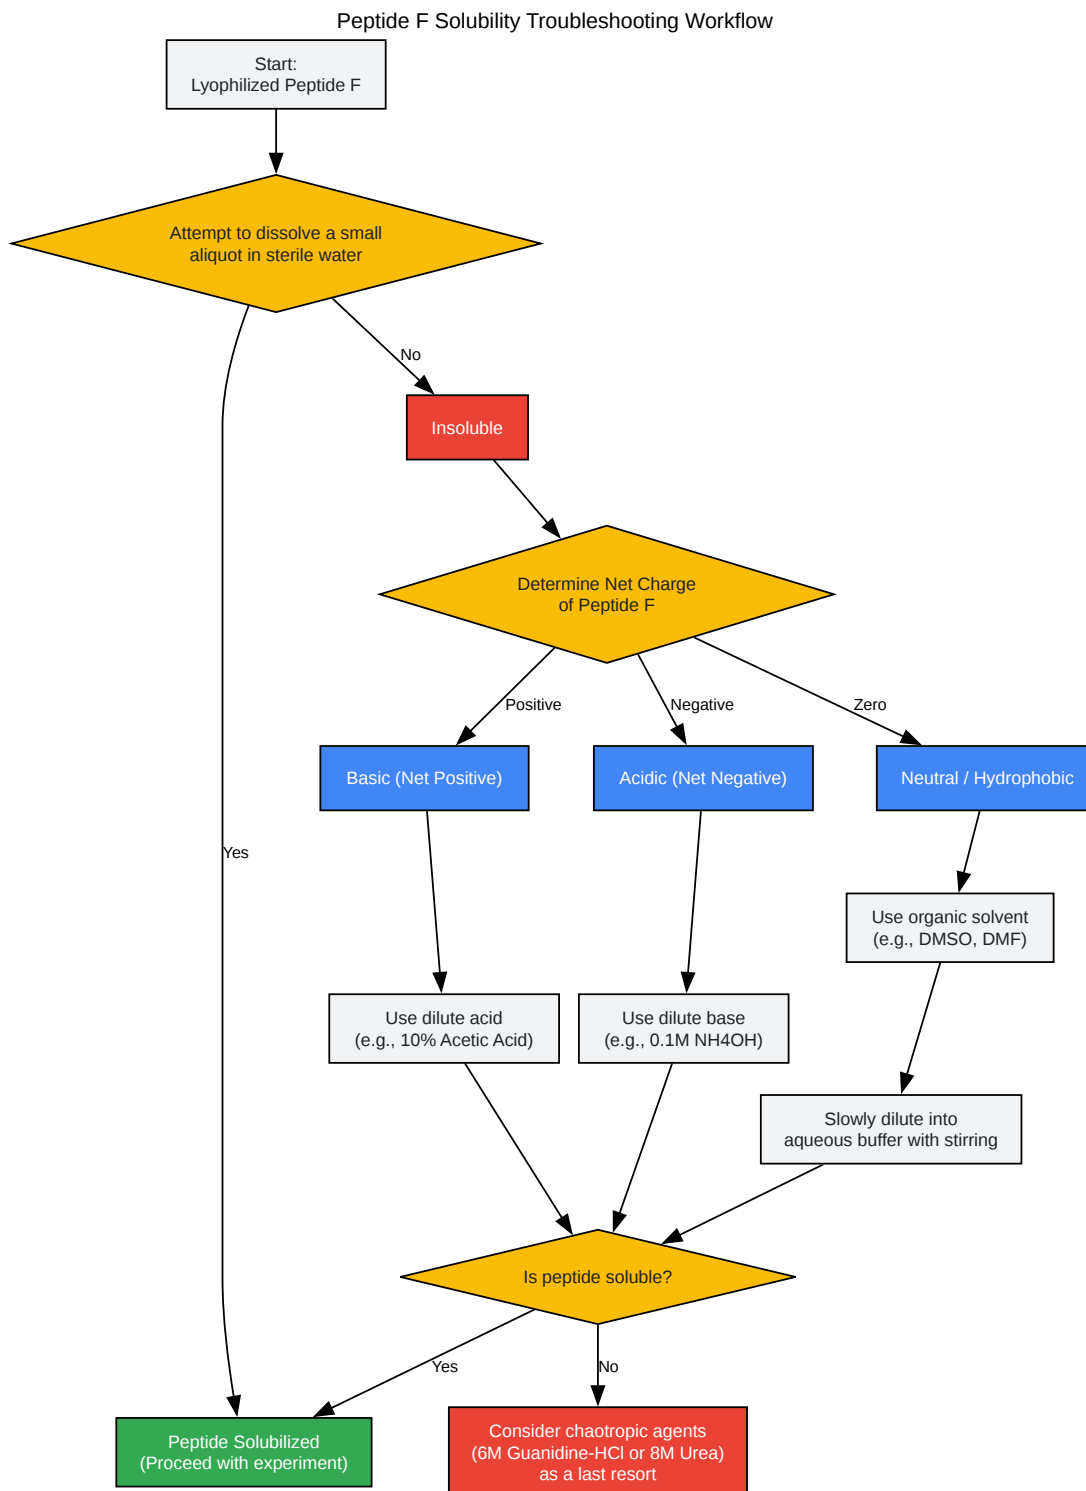 Peptide F Solubility Troubleshooting Workflow
Start:
Lyophilized Peptide F
Attempt to dissolve a small
aliquot in sterile water
No
Insoluble
Determine Net Charge
of Peptide F
Positive
Negative
Zero
Basic (Net Positive)
Acidic (Net Negative)
Neutral / Hydrophobic
Yes
Use organic solvent
(e.g., DMSO, DMF)
Use dilute acid
(e.g., 10% Acetic Acid)
Use dilute base
(e.g., 0.1M NH4OH)
Slowly dilute into
aqueous buffer with stirring
Is peptide soluble?
Yes
No
Peptide Solubilized
(Proceed with experiment)
Consider chaotropic agents
(6M Guanidine-HCl or 8M Urea)
as a last resort